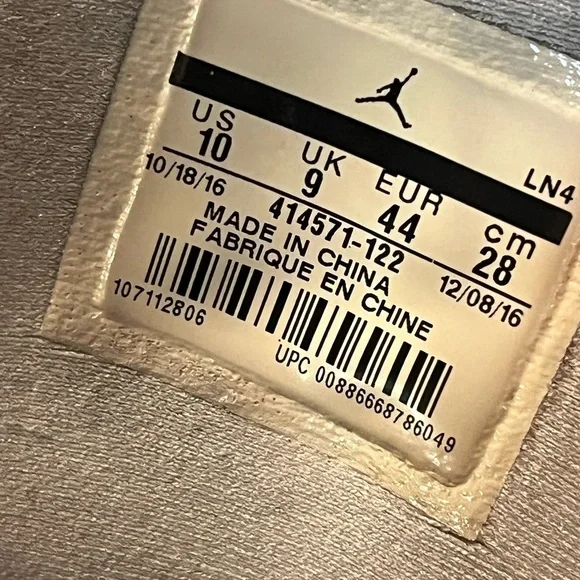 LN4
US UK EUR cm
10 9 44 28
10/18/16 414571-122 12/08/16
MADE IN CHINA
FABRIQUE EN CHINE
107112806
UPC 00886668786049